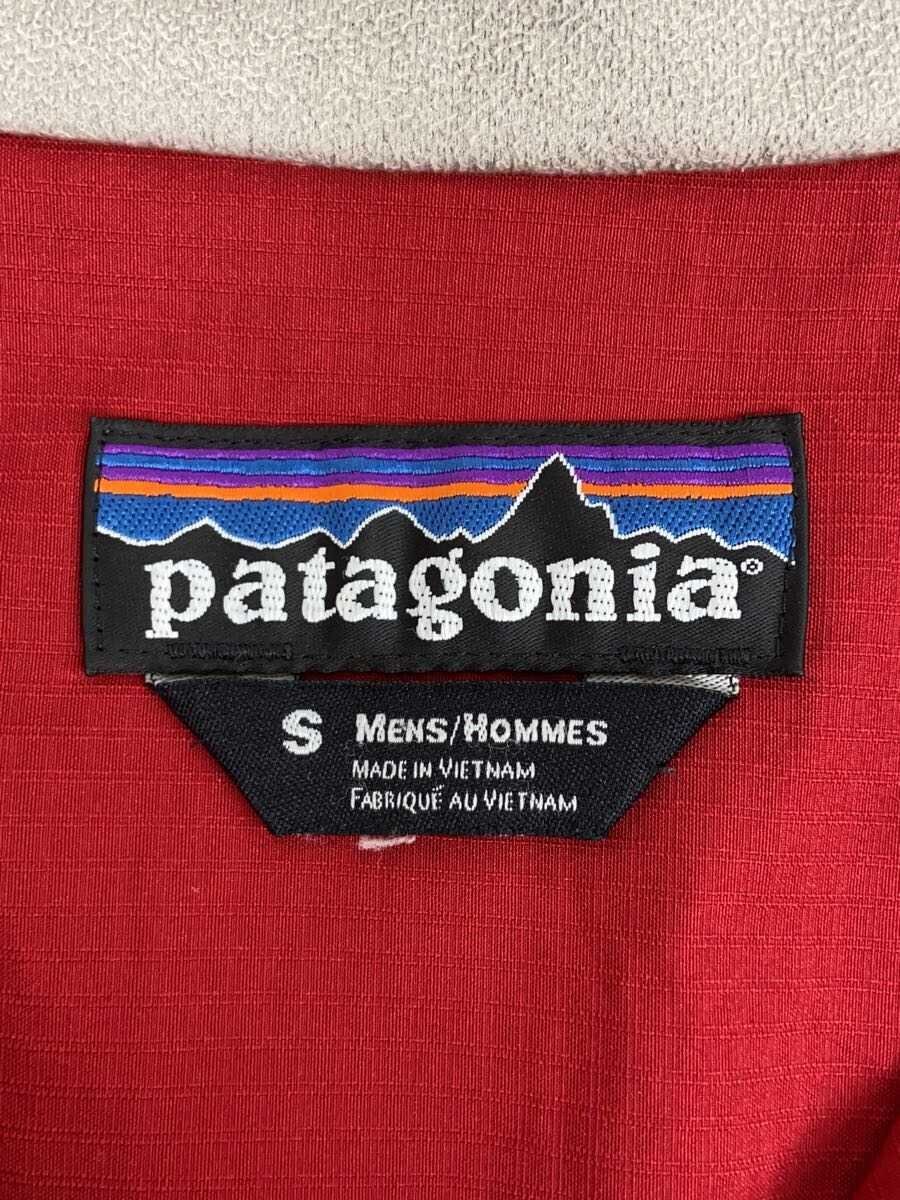 patagonia®
S MENS/HOMMES
MADE IN VIETNAM
FABRIQUÉ AU VIETNAM